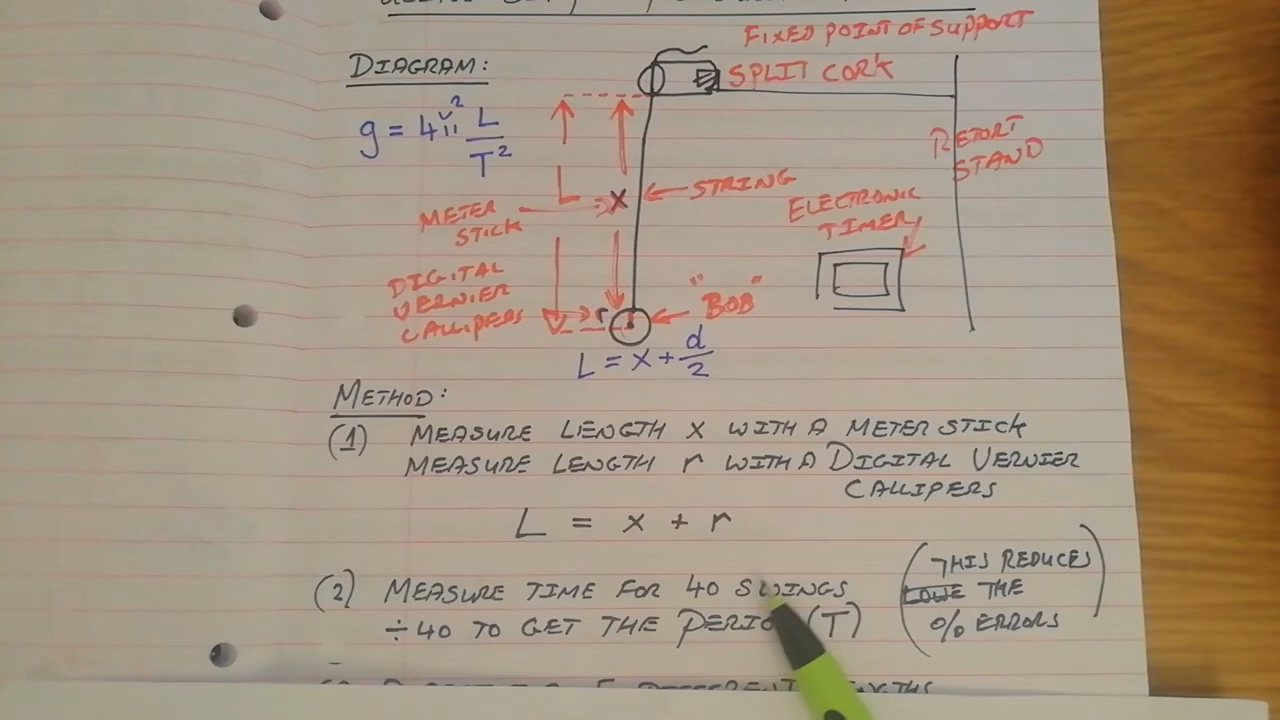 FIXED POINT OF SUPPORT
DIAGRAM:
SPLIT CORK
g = 4π² L
T²
RETORT
STAND
L
X
STRING
METER
STICK
ELECTRONIC
TIMER
DIGITAL
VERNIER
CALLIPERS
r
"BOB"
L = x + d
2
METHOD:
(1) MEASURE LENGTH X WITH A METER STICK
MEASURE LENGTH r WITH A DIGITAL VERNIER
CALLIPERS
L = x + r
(2) MEASURE TIME FOR 40 SWINGS
÷ 40 TO GET THE PERIOD (T)
(THIS REDUCES
THE
% ERRORS)